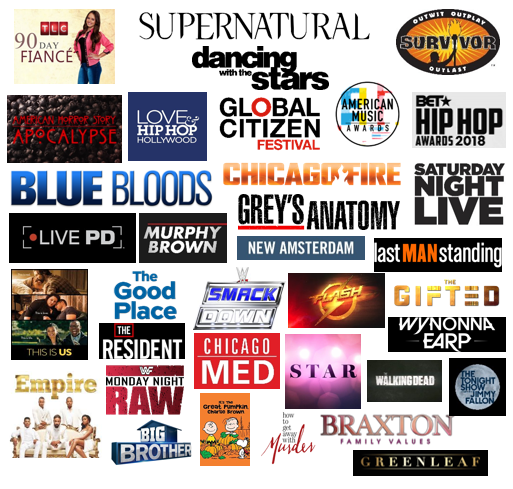 TLC
90 DAY
FIANCÉ
SUPERNATURAL
dancing
with the
stars
OUTWIT OUTPLAY
SURVIVOR
OUTLAST
AMERICAN HORROR STORY
APOCALYPSE
LOVE &
HIP HOP
HOLLYWOOD
GLOBAL
CITIZEN
FESTIVAL
AMERICAN
MUSIC
AWARDS
BET★
HIP HOP
AWARDS 2018
BLUE BLOODS
CHICAGO FIRE
SATURDAY
NIGHT
LIVE
GREY'S ANATOMY
LIVE PD
MURPHY
BROWN
NEW AMSTERDAM
last MAN standing
THIS IS US
The
Good
Place
W
SMACK
DOWN
FLASH
THE
GIFTED
WYNONNA
EARP
THE
RESIDENT
CHICAGO
MED
STAR
THE
WALKING DEAD
THE
TONIGHT
SHOW
JIMMY
FALLON
Empire
MONDAY NIGHT
RAW
BIG
BROTHER
It's the
Great Pumpkin,
Charlie Brown
how
to get
away with
Murder
BRAXTON
FAMILY VALUES
GREENLEAF